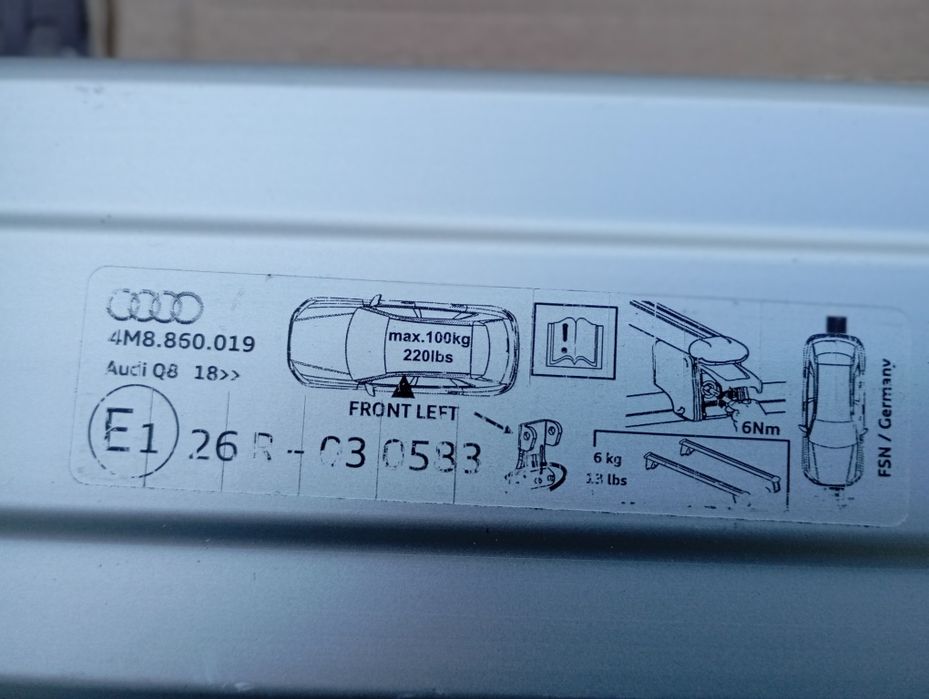 4M8.860.019
Audi Q8 18>>
E1 26 R - 03 0583
max.100kg
220lbs
FRONT LEFT
6Nm
6 kg
13 lbs
FSN / Germany